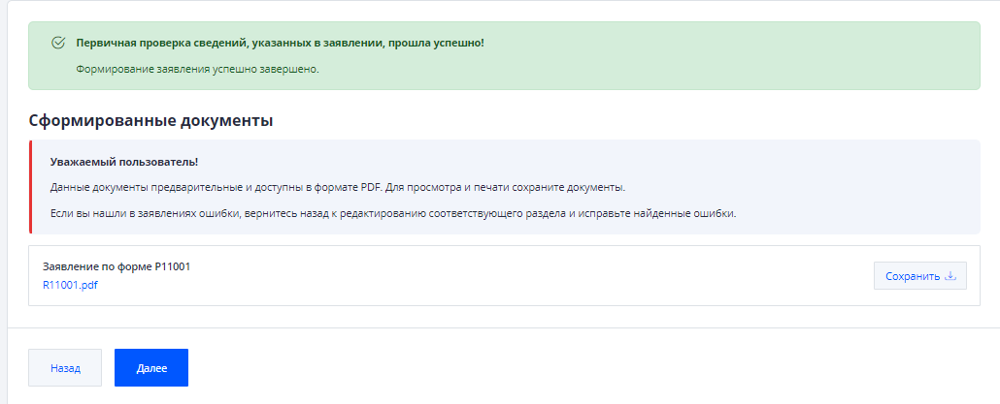 Первичная проверка сведений, указанных в заявлении, прошла успешно!
Формирование заявления успешно завершено.
Сформированные документы
Уважаемый пользователь!
Данные документы предварительные и доступны в формате PDF. Для просмотра и печати сохраните документы.
Если вы нашли в заявлениях ошибки, вернитесь назад к редактированию соответствующего раздела и исправьте найденные ошибки.
Заявление по форме Р11001
R11001.pdf
Сохранить
Назад
Далее